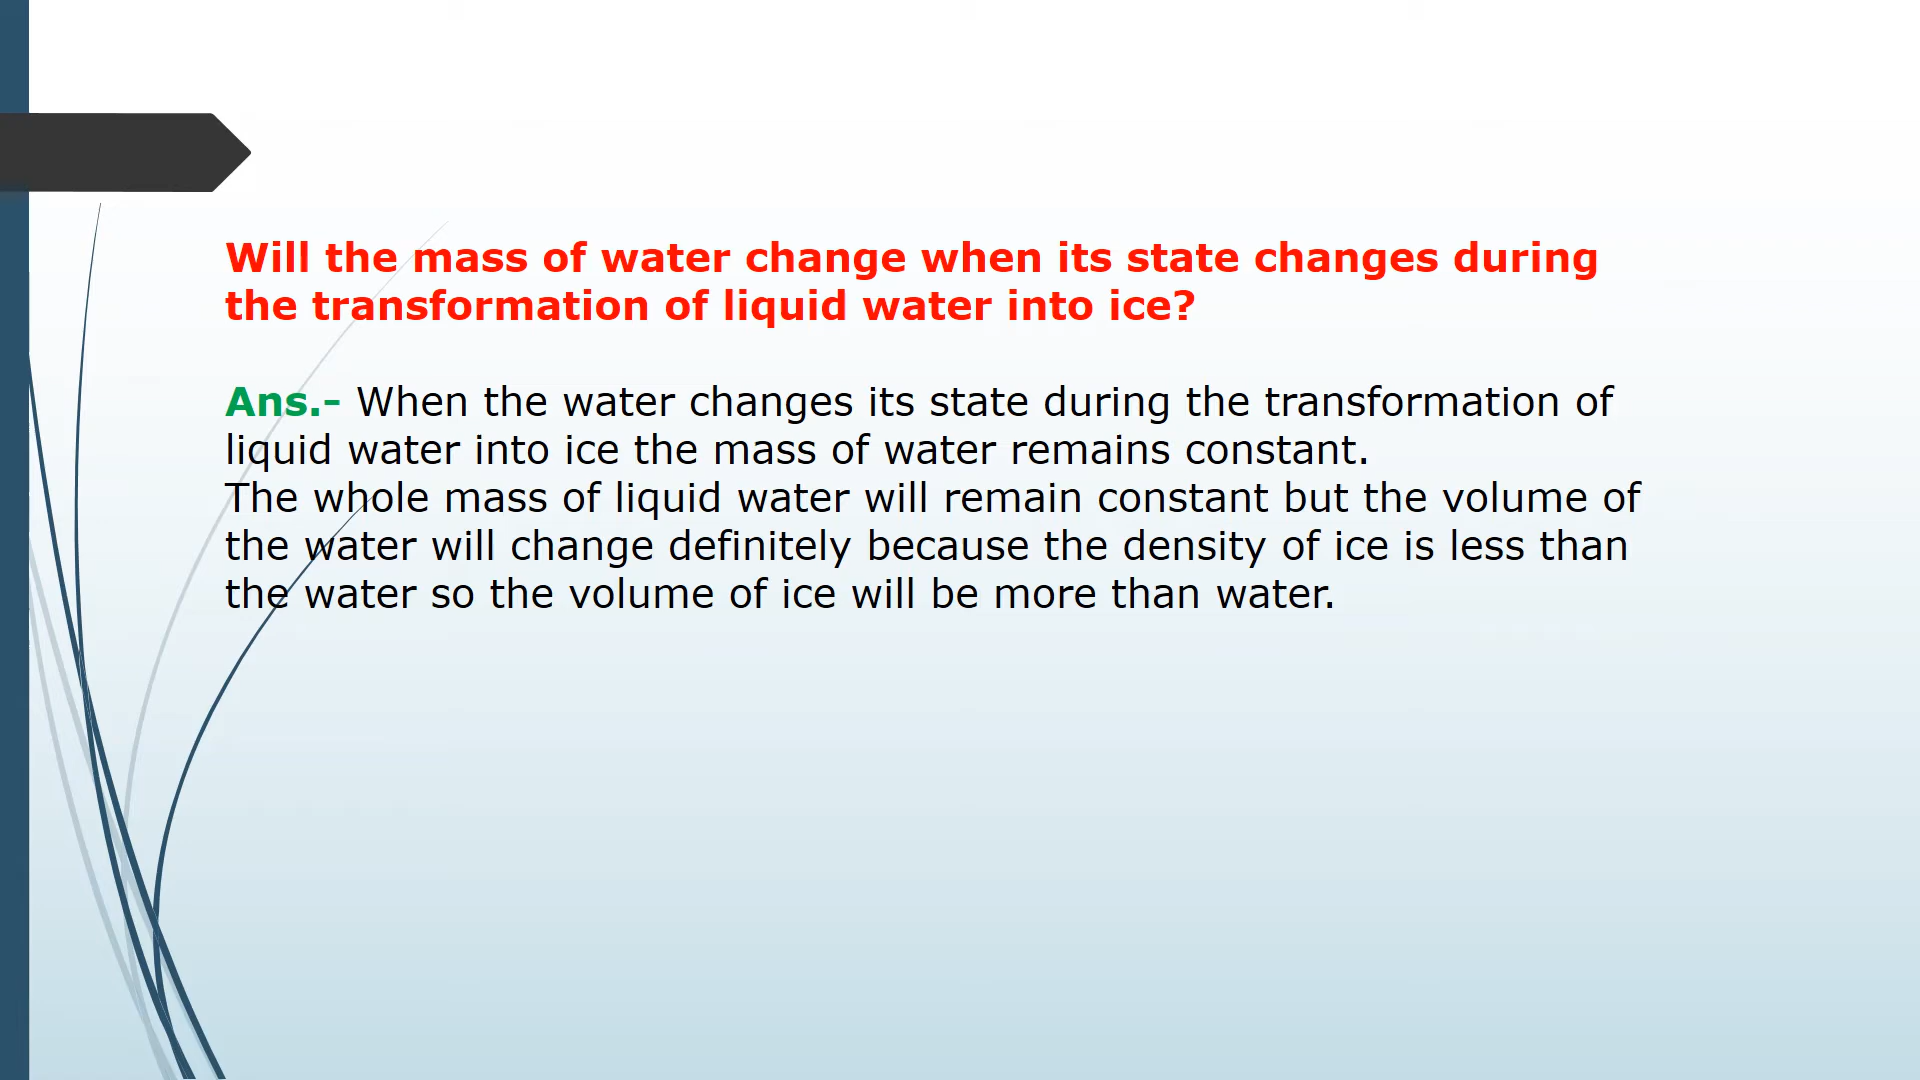 Will the mass of water change when its state changes during
the transformation of liquid water into ice?
Ans.– When the water changes its state during the transformation of
liquid water into ice the mass of water remains constant.
The whole mass of liquid water will remain constant but the volume of
the water will change definitely because the density of ice is less than
the water so the volume of ice will be more than water.